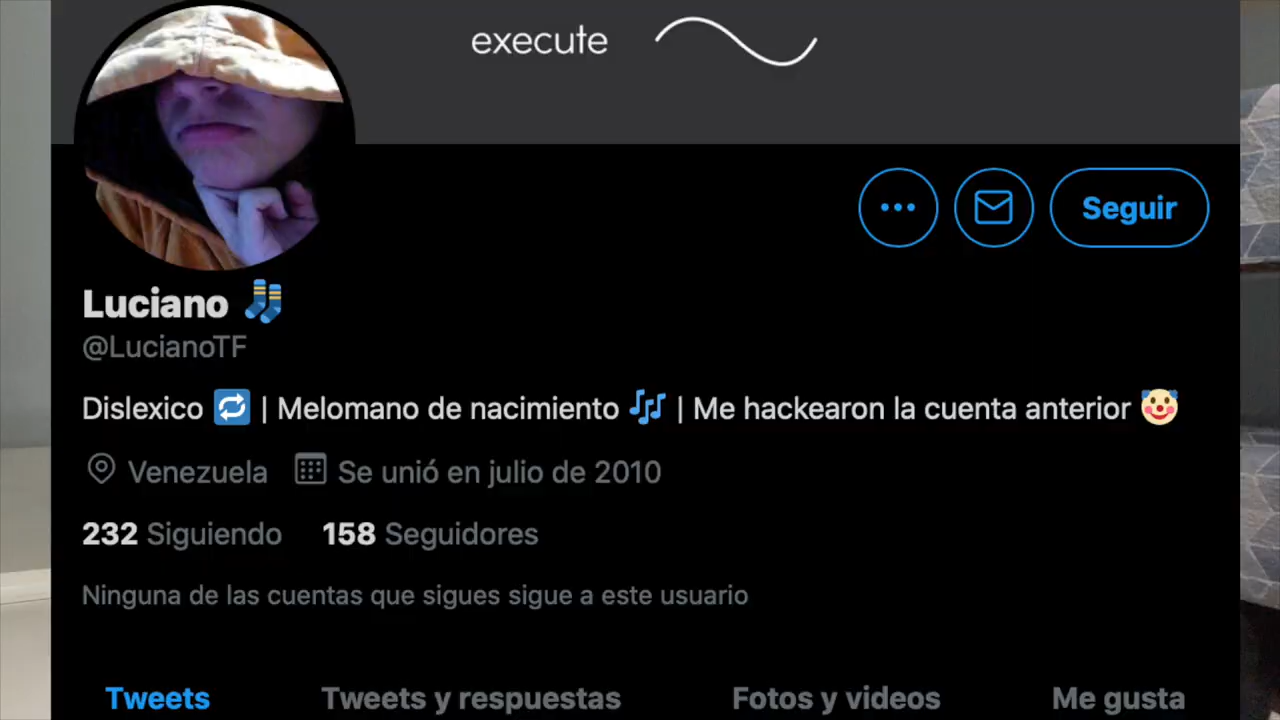 execute
Seguir
Luciano 🧦
@LucianoTF
Dislexico 🔁 | Melomano de nacimiento 🎶 | Me hackearon la cuenta anterior 🤡
Venezuela Se unió en julio de 2010
232 Siguiendo 158 Seguidores
Ninguna de las cuentas que sigues sigue a este usuario
Tweets Tweets y respuestas Fotos y videos Me gusta